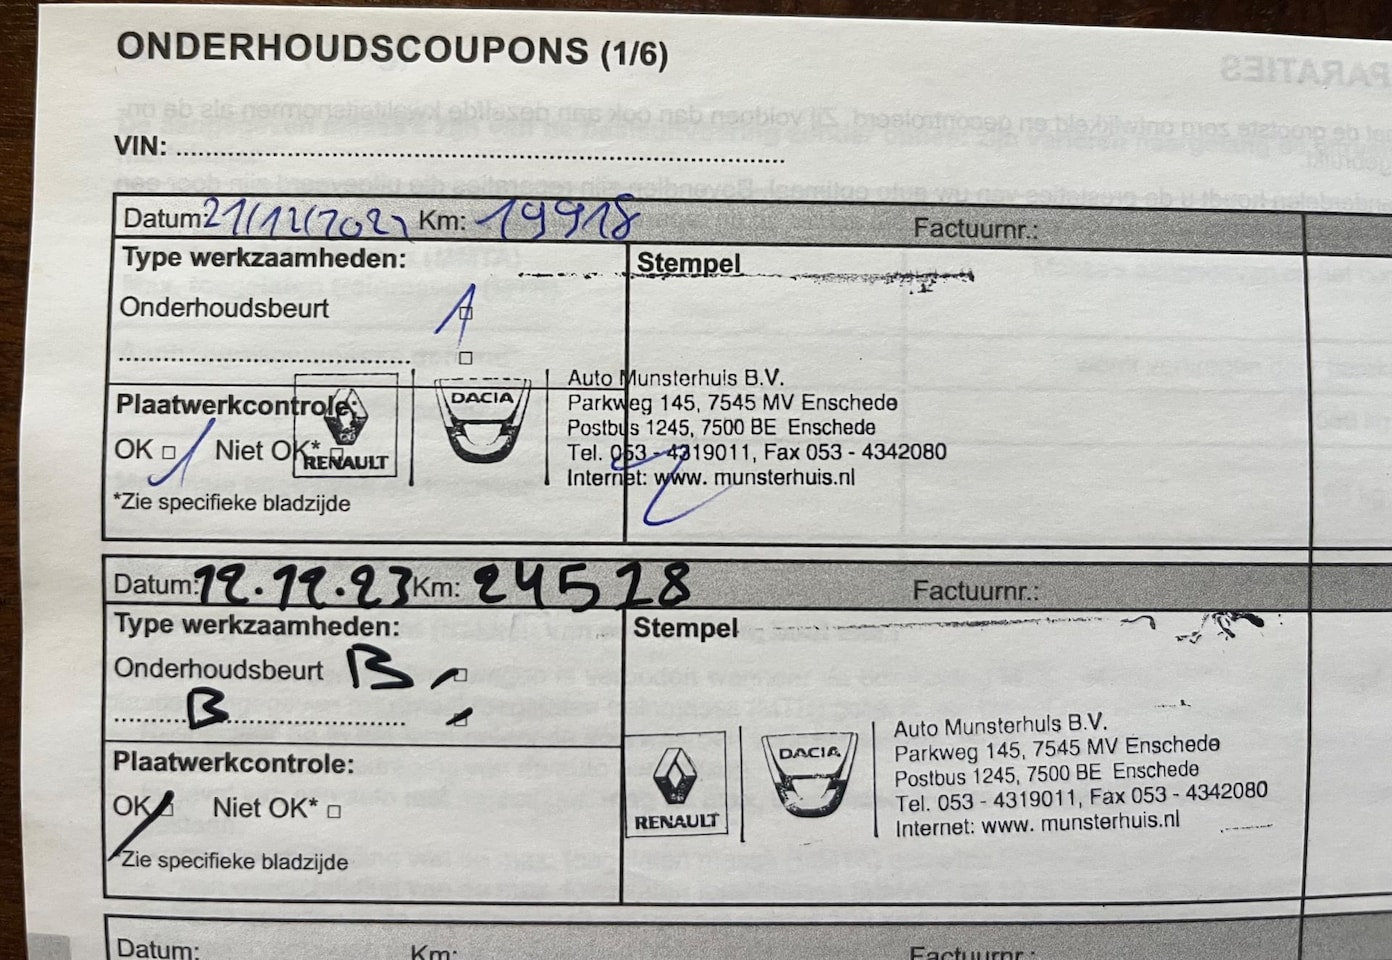 ONDERHOUDSCOUPONS (1/6)
VIN:
Datum: 21/12/2022 Km: 19918 Factuurnr.:
Type werkzaamheden: Stempel
Onderhoudsbeurt
Plaatwerkcontrole:
OK Niet OK*
*Zie specifieke bladzijde
RENAULT
DACIA
Auto Munsterhuis B.V.
Parkweg 145, 7545 MV Enschede
Postbus 1245, 7500 BE Enschede
Tel. 053 - 4319011, Fax 053 - 4342080
Internet: www. munsterhuis.nl
Datum: 12.12.23 Km: 24528 Factuurnr.:
Type werkzaamheden: Stempel
Onderhoudsbeurt B
B
Plaatwerkcontrole:
OK Niet OK*
*Zie specifieke bladzijde
RENAULT
DACIA
Auto Munsterhuis B.V.
Parkweg 145, 7545 MV Enschede
Postbus 1245, 7500 BE Enschede
Tel. 053 - 4319011, Fax 053 - 4342080
Internet: www. munsterhuis.nl
Datum: Km: Factuurnr.: